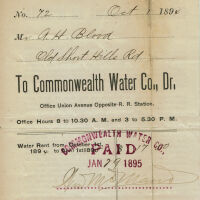 No. 72 Oct 1 189
Mr A H Blood
Old Short Hills Rd
To Commonwealth Water Co., Dr.
Office Union Avenue Opposite R. R. Station.
Office Hours 8 to 10.30 A. M. and 3 to 5.30 P. M.
COMMONWEALTH WATER CO.,
Water Rent from
PAID
189
JAN 29 1895